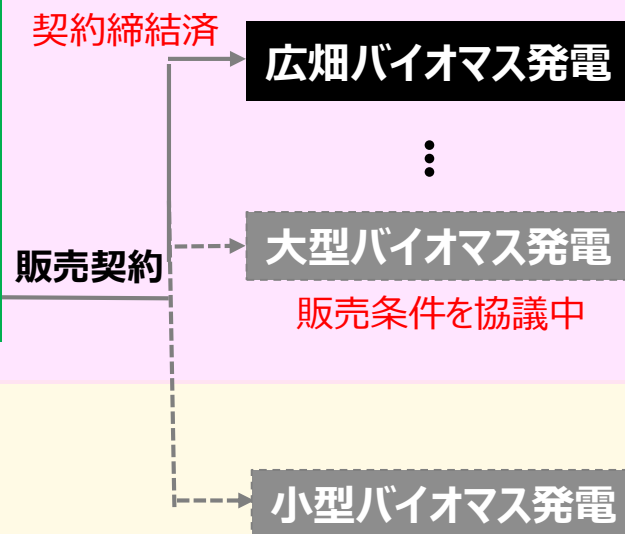 契約締結済
広畑バイオマス発電
大型バイオマス発電
販売契約
販売条件を協議中
小型バイオマス発電